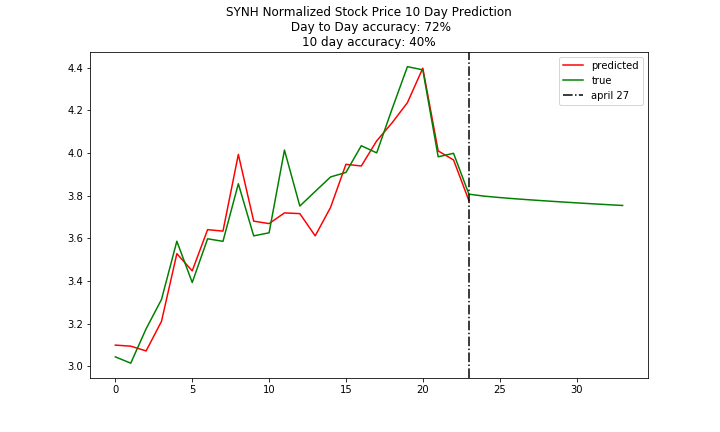 SYNH Normalized Stock Price 10 Day Prediction
Day to Day accuracy: 72%
10 day accuracy: 40%
predicted
true
april 27
4.4
4.2
4.0
3.8
3.6
3.4
3.2
3.0
0 5 10 15 20 25 30